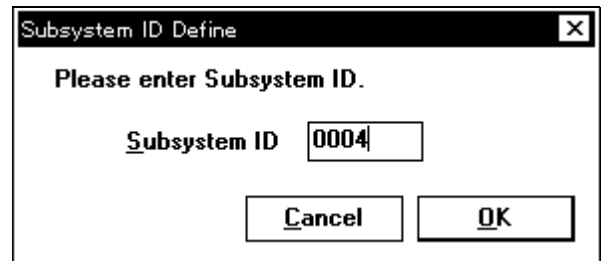 Subsystem ID Define
Please enter Subsystem ID.
Subsystem ID 0004
Cancel OK